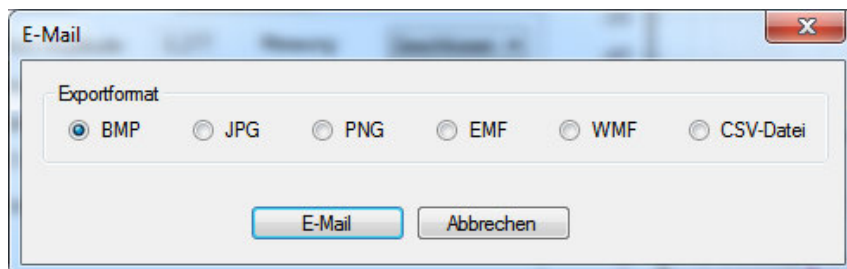 E-Mail
Exportformat
BMP JPG PNG EMF WMF CSV-Datei
E-Mail Abbrechen